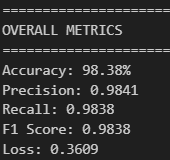 ====================
OVERALL METRICS
====================
Accuracy: 98.38%
Precision: 0.9841
Recall: 0.9838
F1 Score: 0.9838
Loss: 0.3609